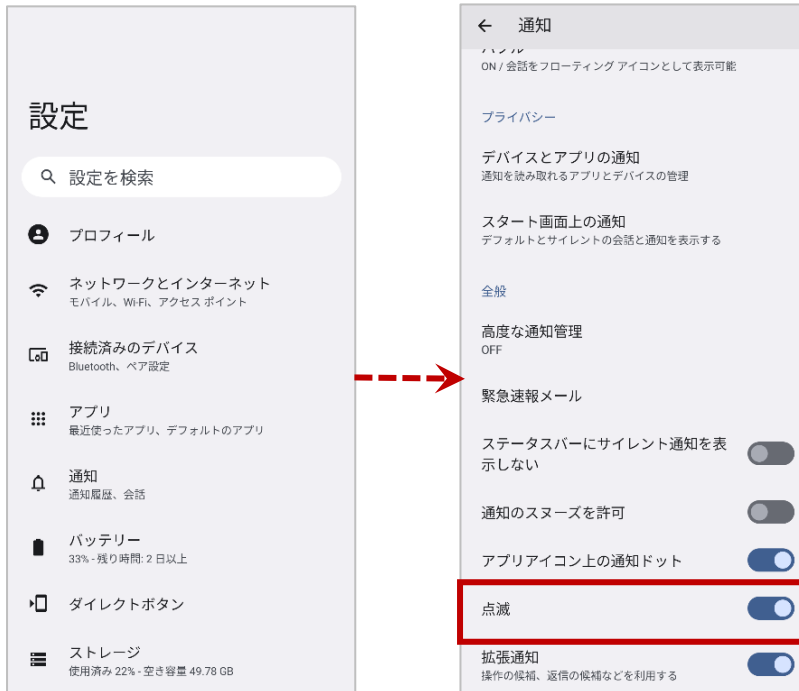 設定
設定を検索
プロフィール
ネットワークとインターネット
モバイル、Wi-Fi、アクセス ポイント
接続済みのデバイス
Bluetooth、ペア設定
アプリ
最近使ったアプリ、デフォルトのアプリ
通知
通知履歴、会話
バッテリー
33% - 残り時間: 2 日以上
ダイレクトボタン
ストレージ
使用済み 22% - 空き容量 49.78 GB
通知
ON / 会話をフローティング アイコンとして表示可能
プライバシー
デバイスとアプリの通知
通知を読み取れるアプリとデバイスの管理
スタート画面上の通知
デフォルトとサイレントの会話と通知を表示する
全般
高度な通知管理
OFF
緊急速報メール
ステータスバーにサイレント通知を表
示しない
通知のスヌーズを許可
アプリアイコン上の通知ドット
点滅
拡張通知
操作の候補、返信の候補などを利用する